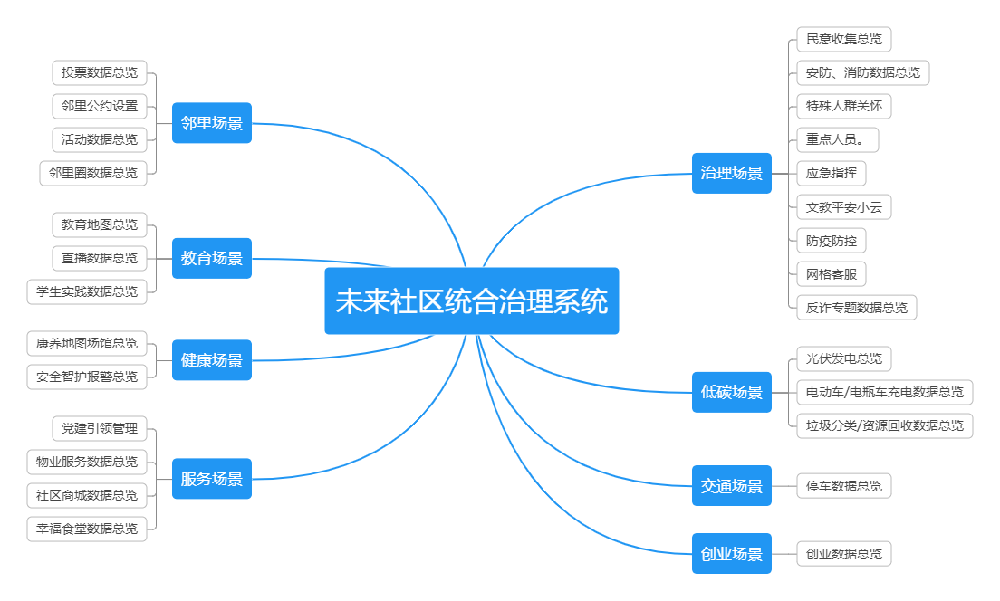 未来社区统合治理系统
邻里场景
投票数据总览
邻里公约设置
活动数据总览
邻里圈数据总览
教育场景
教育地图总览
直播数据总览
学生实践数据总览
健康场景
康养地图场馆总览
安全智护报警总览
服务场景
党建引领管理
物业服务数据总览
社区商城数据总览
幸福食堂数据总览
治理场景
民意收集总览
安防、消防数据总览
特殊人群关怀
重点人员。
应急指挥
文教平安小云
防疫防控
网格客服
反诈专题数据总览
低碳场景
光伏发电总览
电动车/电瓶车充电数据总览
垃圾分类/资源回收数据总览
交通场景
停车数据总览
创业场景
创业数据总览